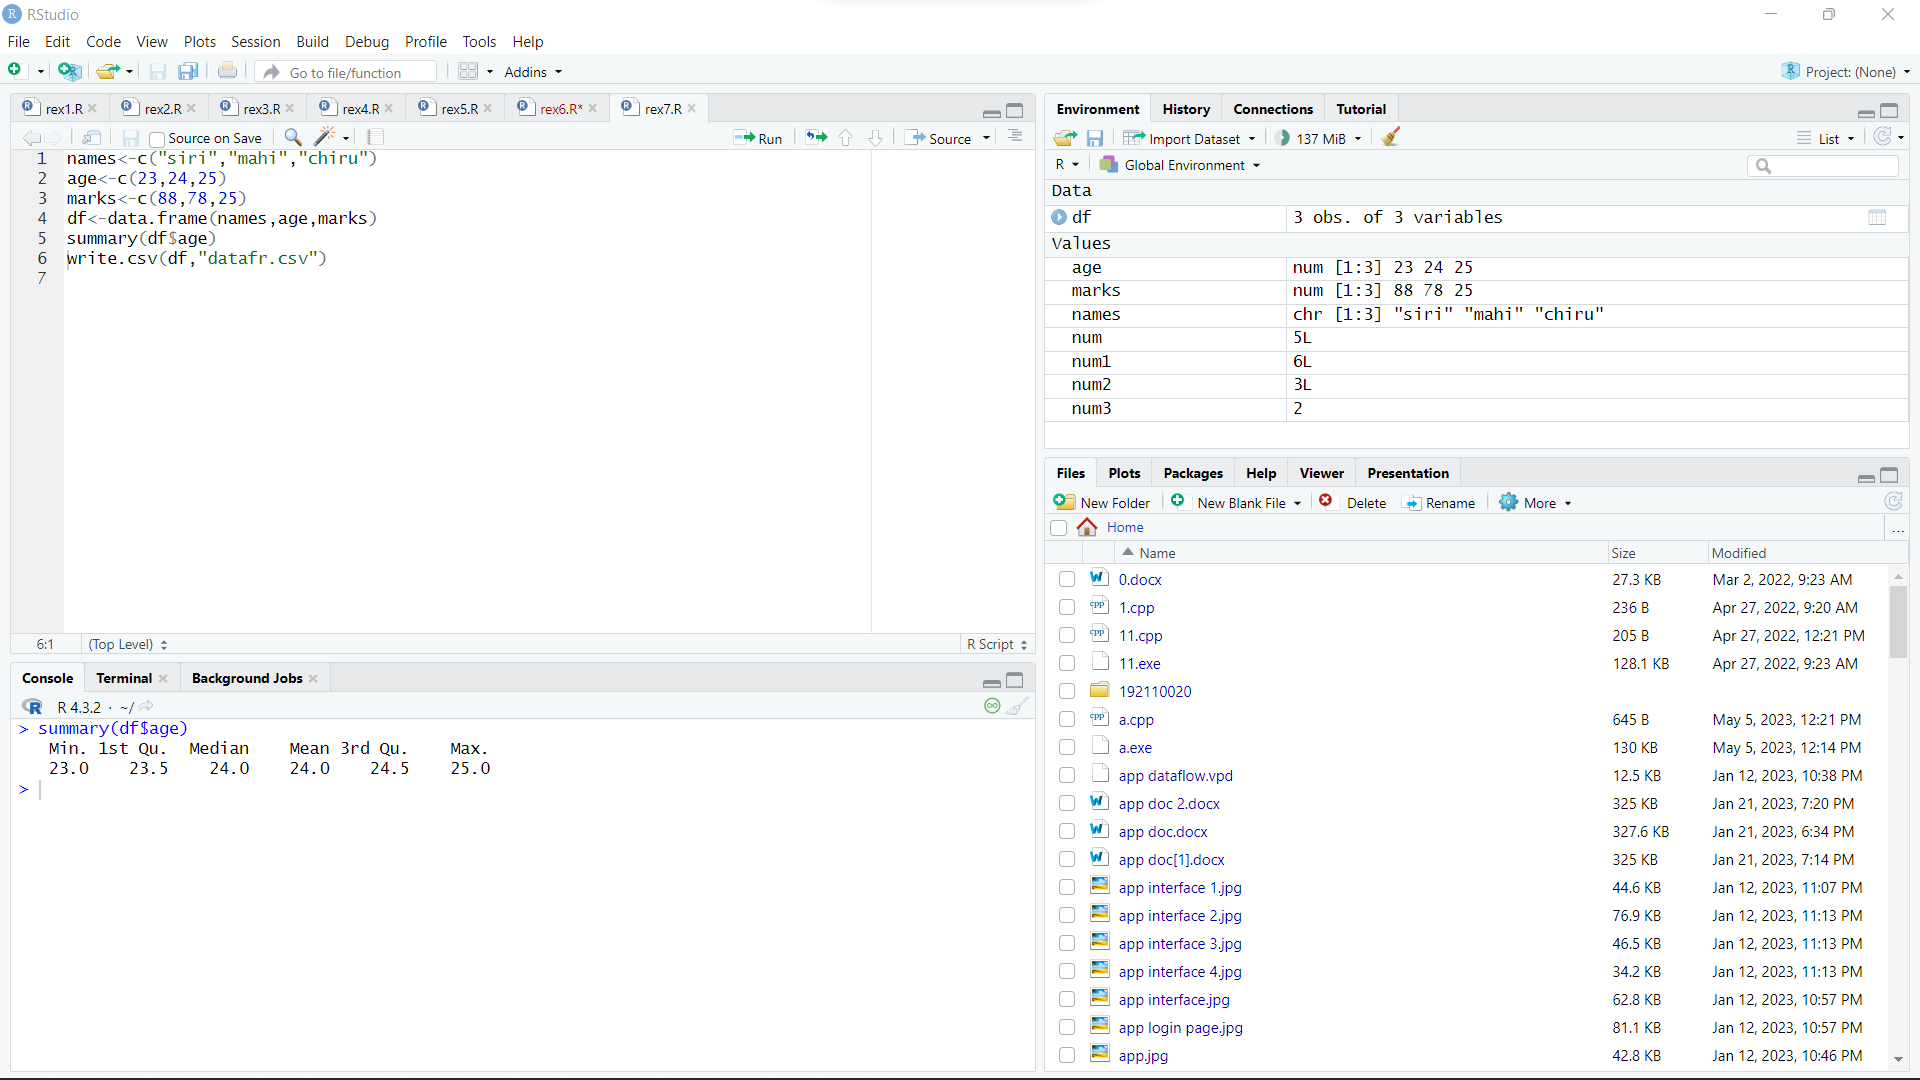 RStudio
File Edit Code View Plots Session Build Debug Profile Tools Help
Go to file/function Addins Project: (None)
rex1.R rex2.R rex3.R rex4.R rex5.R rex6.R* rex7.R
Source on Save Run Source
1 names<-c("siri","mahi","chiru")
2 age<-c(23,24,25)
3 marks<-c(88,78,25)
4 df<-data.frame(names,age,marks)
5 summary(df$age)
6 write.csv(df,"datafr.csv")
7
6:1 (Top Level) R Script
Console Terminal Background Jobs
R 4.3.2 · ~/
> summary(df$age)
Min. 1st Qu. Median Mean 3rd Qu. Max.
23.0 23.5 24.0 24.0 24.5 25.0
>
Environment History Connections Tutorial
Import Dataset 137 MiB List
R Global Environment
Data
df 3 obs. of 3 variables
Values
age num [1:3] 23 24 25
marks num [1:3] 88 78 25
names chr [1:3] "siri" "mahi" "chiru"
num 5L
num1 6L
num2 3L
num3 2
Files Plots Packages Help Viewer Presentation
New Folder New Blank File Delete Rename More
Home ...
Name Size Modified
0.docx 27.3 KB Mar 2, 2022, 9:23 AM
1.cpp 236 B Apr 27, 2022, 9:20 AM
11.cpp 205 B Apr 27, 2022, 12:21 PM
11.exe 128.1 KB Apr 27, 2022, 9:23 AM
192110020
a.cpp 645 B May 5, 2023, 12:21 PM
a.exe 130 KB May 5, 2023, 12:14 PM
app dataflow.vpd 12.5 KB Jan 12, 2023, 10:38 PM
app doc 2.docx 325 KB Jan 21, 2023, 7:20 PM
app doc.docx 327.6 KB Jan 21, 2023, 6:34 PM
app doc[1].docx 325 KB Jan 21, 2023, 7:14 PM
app interface 1.jpg 44.6 KB Jan 12, 2023, 11:07 PM
app interface 2.jpg 76.9 KB Jan 12, 2023, 11:13 PM
app interface 3.jpg 46.5 KB Jan 12, 2023, 11:13 PM
app interface 4.jpg 34.2 KB Jan 12, 2023, 11:13 PM
app interface.jpg 62.8 KB Jan 12, 2023, 10:57 PM
app login page.jpg 81.1 KB Jan 12, 2023, 10:57 PM
app.jpg 42.8 KB Jan 12, 2023, 10:46 PM